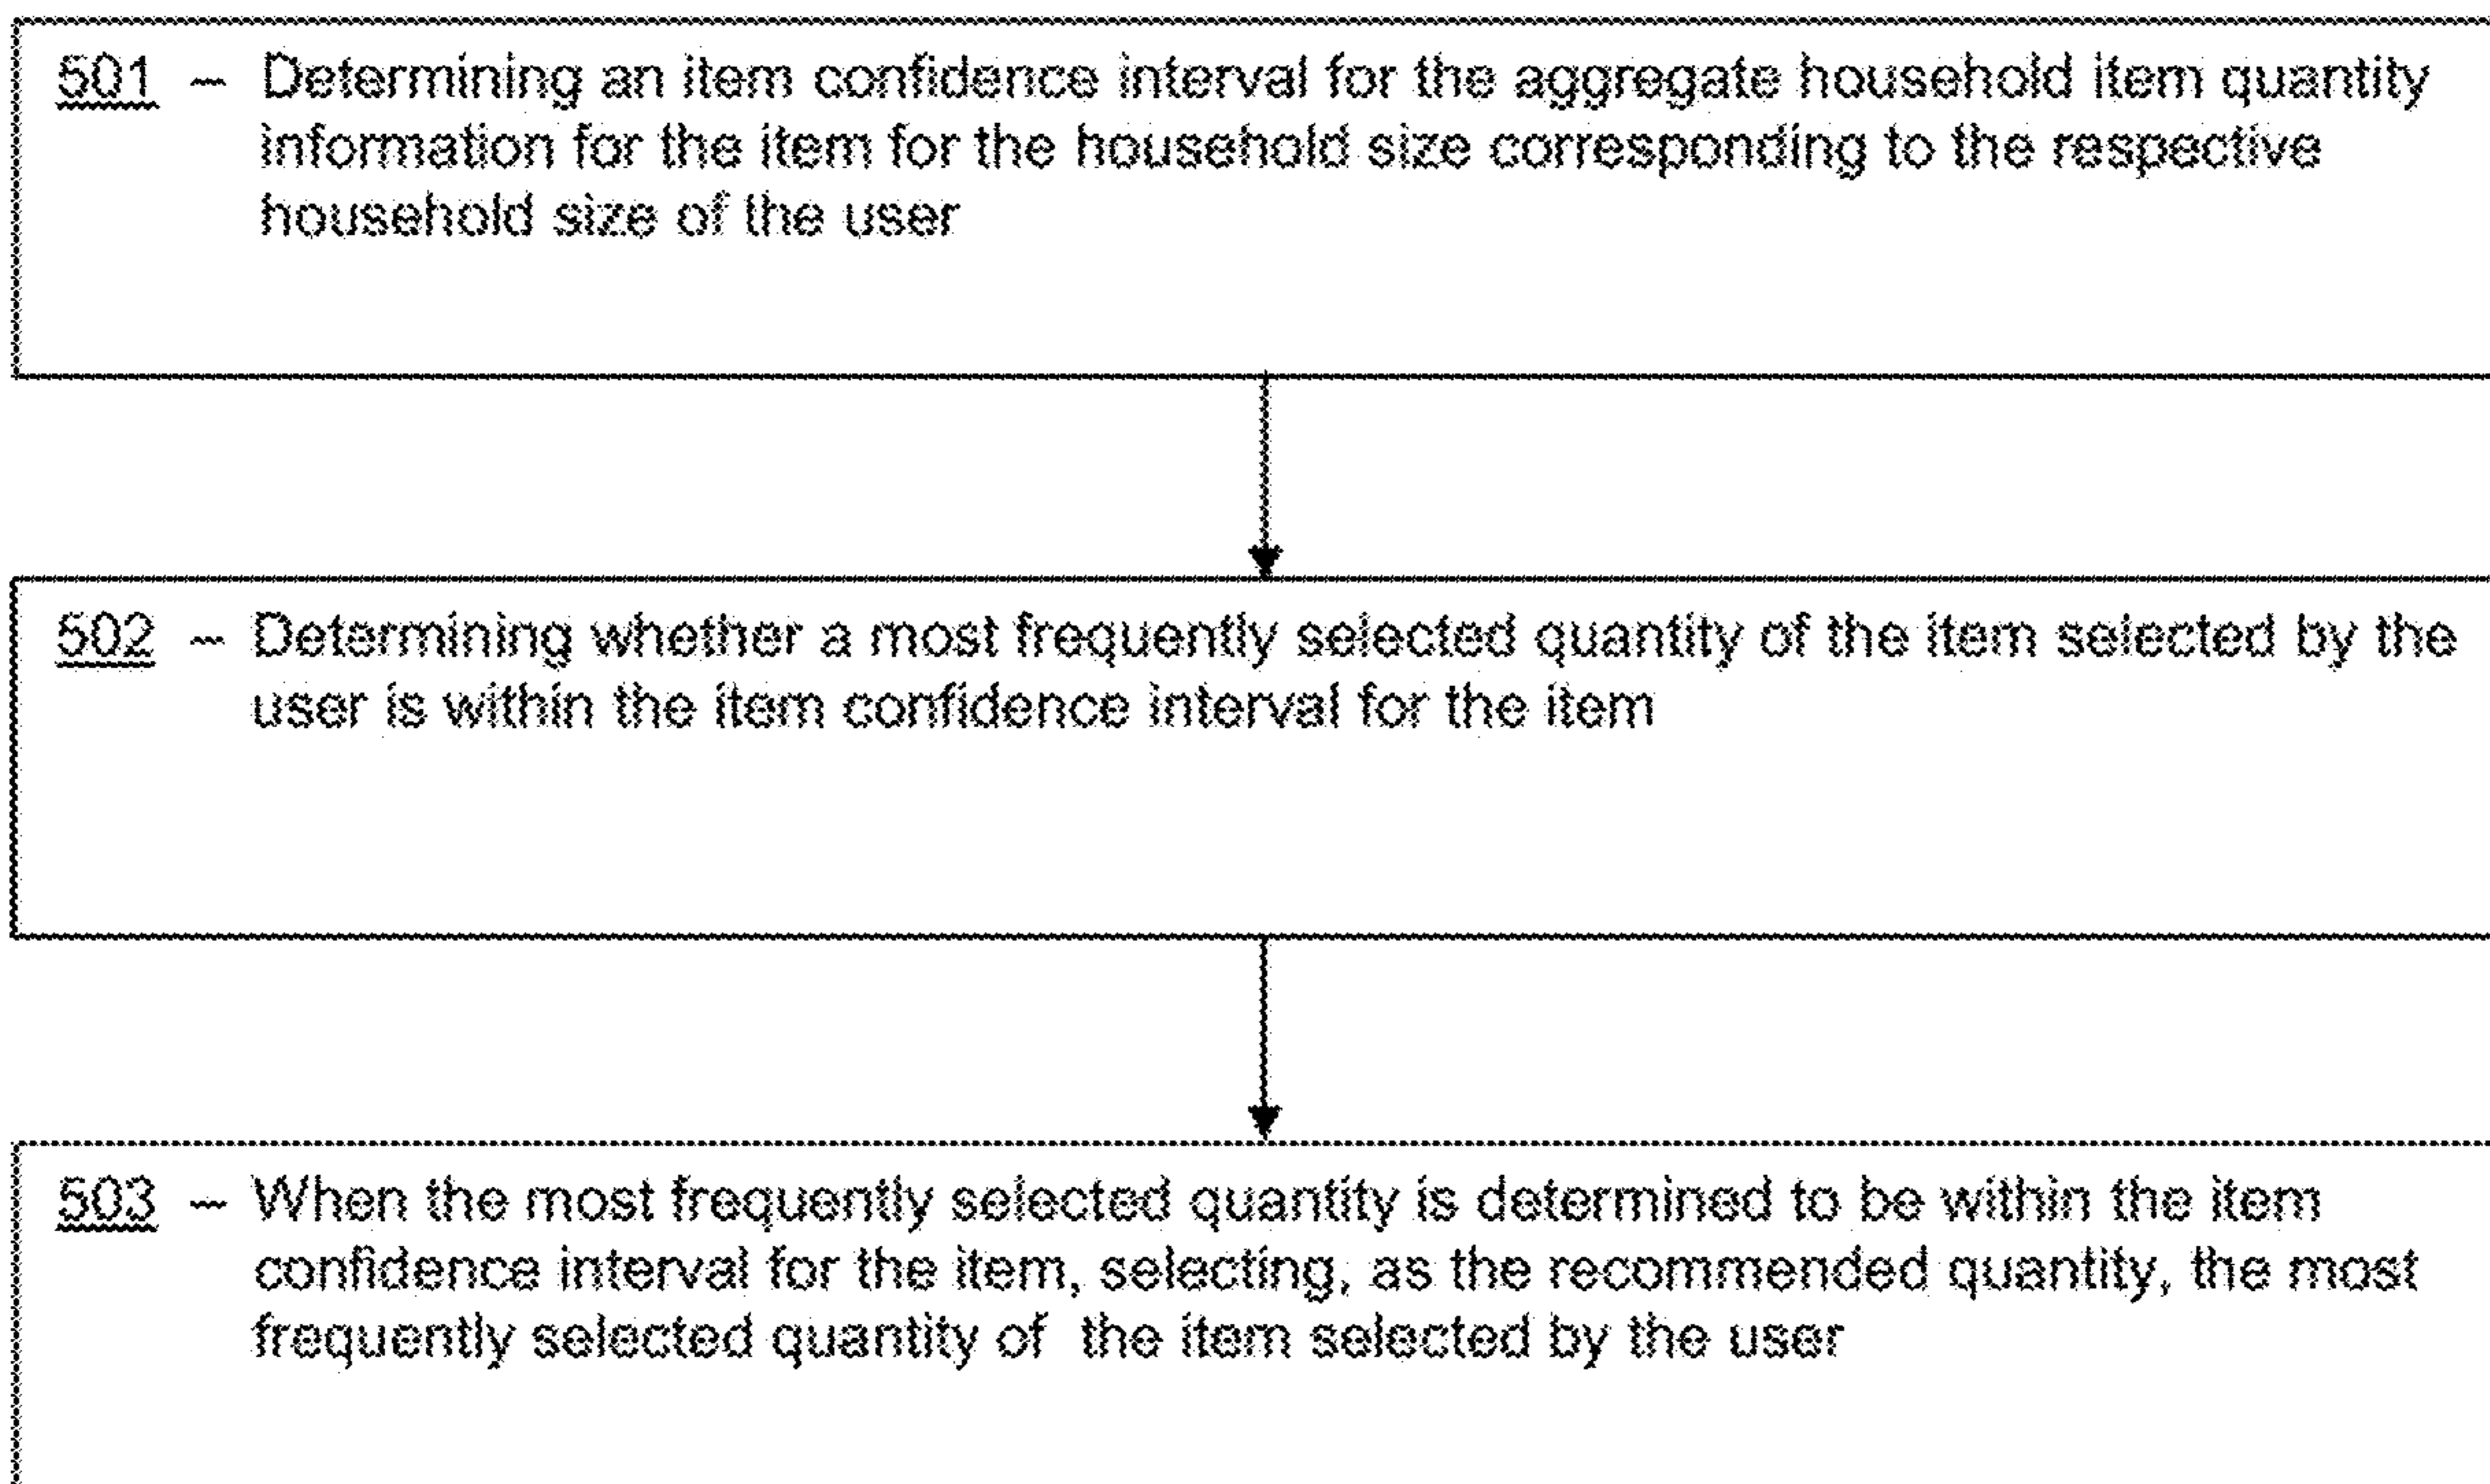 501 – Determining an item confidence interval for the aggregate household item quantity
information for the item for the household size corresponding to the respective
household size of the user
502 – Determining whether a most frequently selected quantity of the item selected by the
user is within the item confidence interval for the item
503 – When the most frequently selected quantity is determined to be within the item
confidence interval for the item, selecting, as the recommended quantity, the most
frequently selected quantity of the item selected by the user